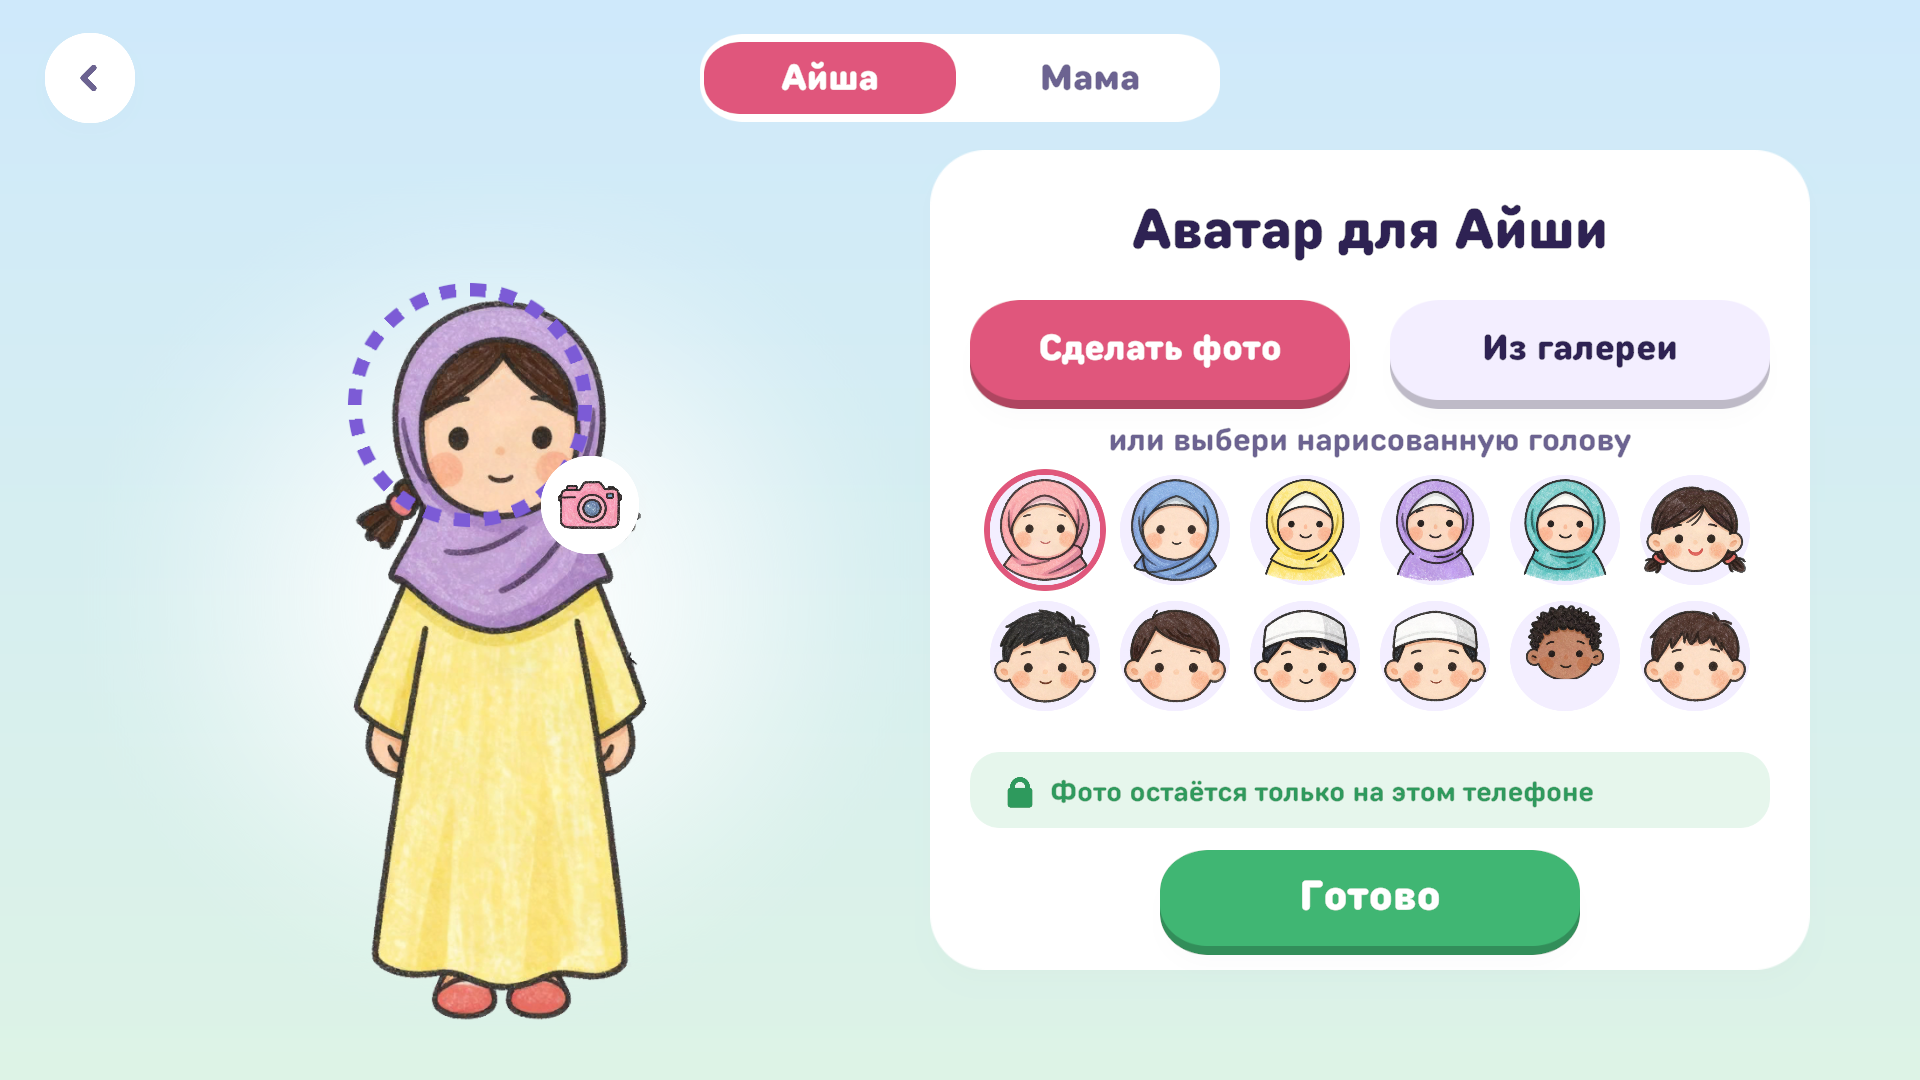 Айша
Мама
Аватар для Айши
Сделать фото
Из галереи
или выбери нарисованную голову
Фото остаётся только на этом телефоне
Готово